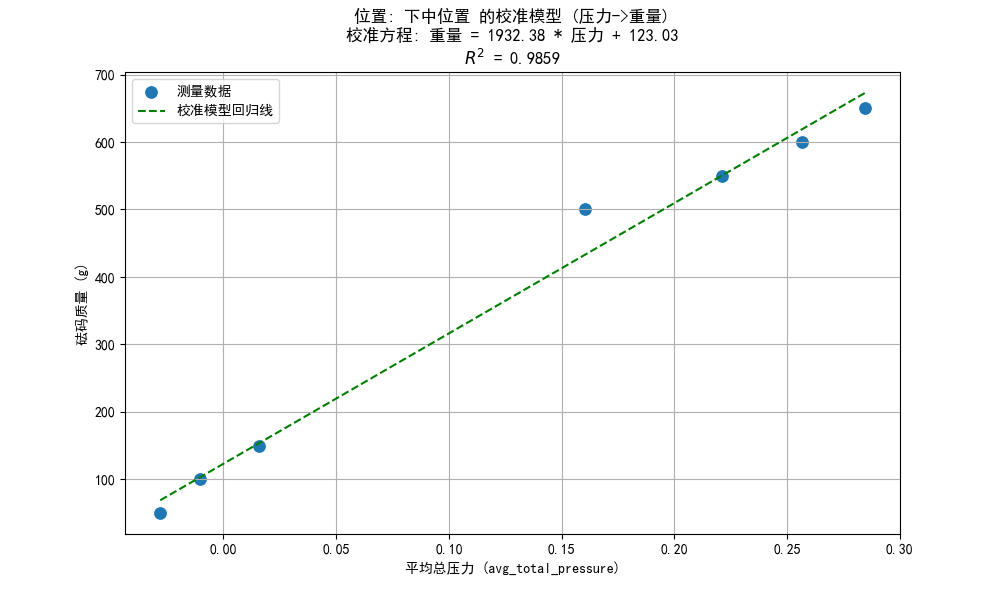 位置: 下中位置 的校准模型 (压力->重量)
校准方程: 重量 = 1932.38 * 压力 + 123.03
R² = 0.9859
测量数据
校准模型回归线
700
600
500
400
300
200
100
砝码质量 (g)
0.00 0.05 0.10 0.15 0.20 0.25 0.30
平均总压力 (avg_total_pressure)